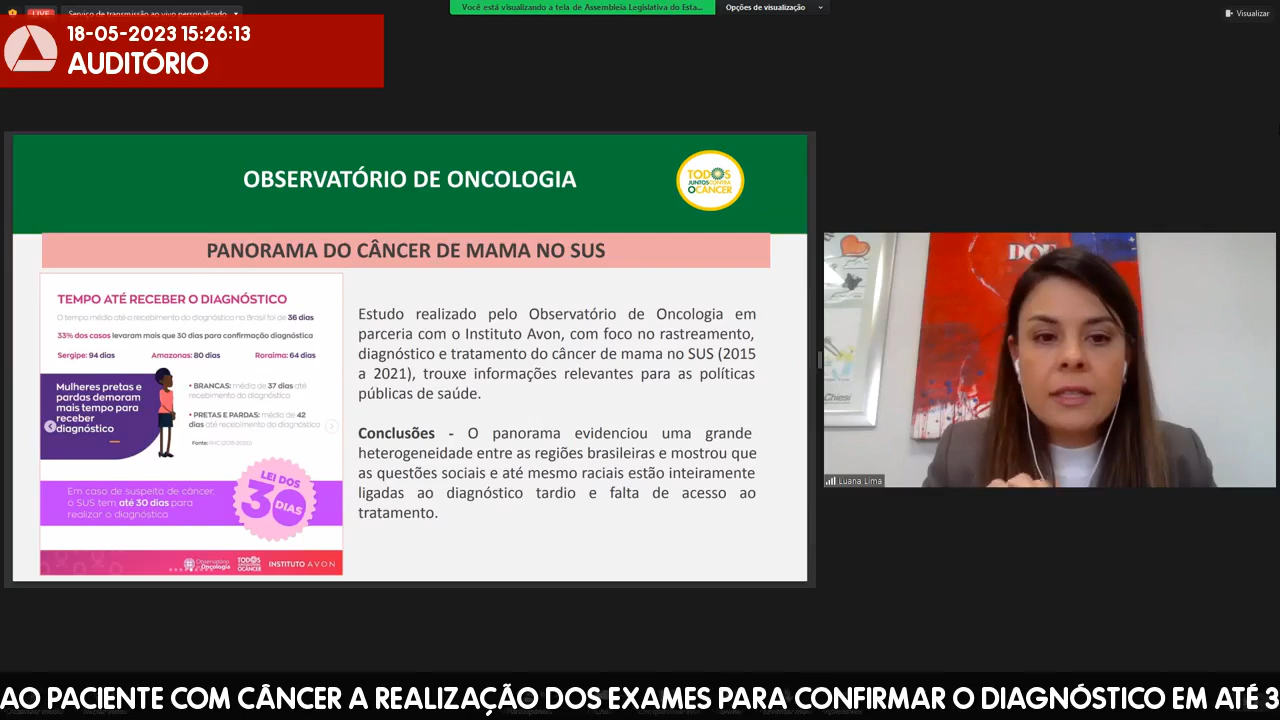 LIVE
Serviço de transmissão ao vivo personalizado
Você está visualizando a tela de Assembleia Legislativa do Esta...
Opções de visualização
Visualizar
18-05-2023 15:26:13
AUDITÓRIO
OBSERVATÓRIO DE ONCOLOGIA
TODOS
JUNTOS CONTRA
O CÂNCER
PANORAMA DO CÂNCER DE MAMA NO SUS
TEMPO ATÉ RECEBER O DIAGNÓSTICO
O tempo médio até o recebimento do diagnóstico no Brasil foi de 36 dias
33% dos casos levaram mais que 30 dias para confirmação diagnóstica
Sergipe: 94 dias Amazonas: 80 dias Roraima: 64 dias
Mulheres pretas e
pardas demoram
mais tempo para
receber
diagnóstico
• BRANCAS: média de 37 dias até
recebimento do diagnóstico
• PRETAS E PARDAS: média de 42
dias até recebimento do diagnóstico
Em caso de suspeita de câncer,
o SUS tem até 30 dias para
realizar o diagnóstico
LEI DOS
30
DIAS
Observatório
de Oncologia
TODOS
JUNTOS CONTRA
O CÂNCER
INSTITUTO AVON
Estudo realizado pelo Observatório de Oncologia em
parceria com o Instituto Avon, com foco no rastreamento,
diagnóstico e tratamento do câncer de mama no SUS (2015
a 2021), trouxe informações relevantes para as políticas
públicas de saúde.
Conclusões - O panorama evidenciou uma grande
heterogeneidade entre as regiões brasileiras e mostrou que
as questões sociais e até mesmo raciais estão inteiramente
ligadas ao diagnóstico tardio e falta de acesso ao
tratamento.
Chiesi
Luana Lima
AO PACIENTE COM CÂNCER A REALIZAÇÃO DOS EXAMES PARA CONFIRMAR O DIAGNÓSTICO EM ATÉ 3